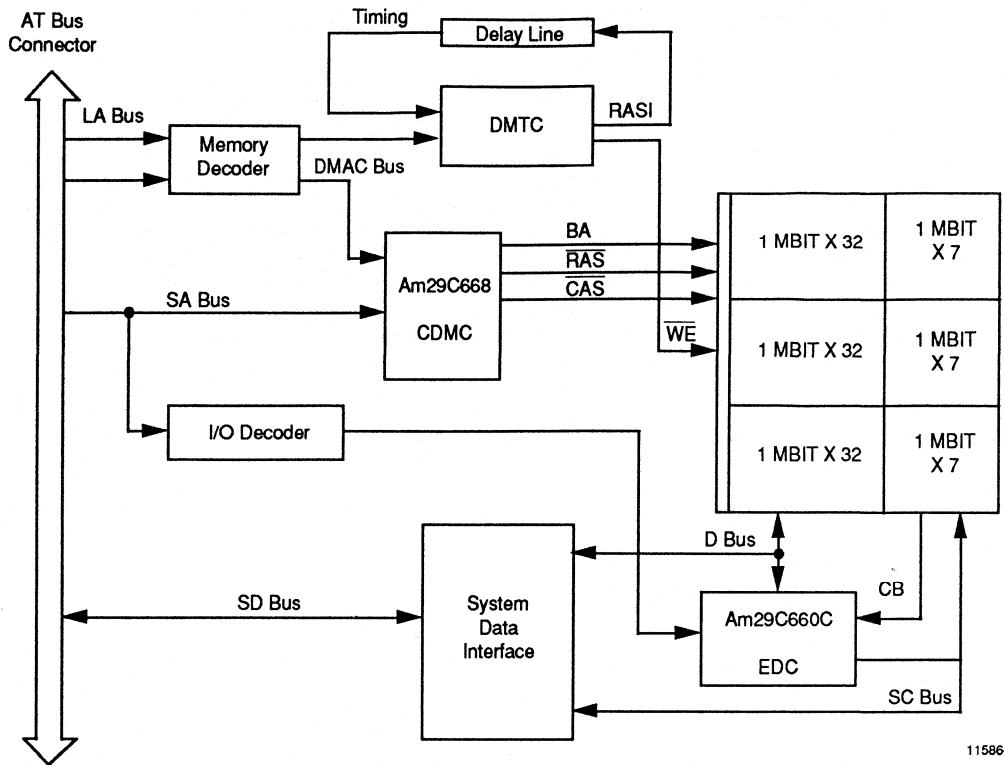 AT Bus
Connector
Timing
Delay Line
LA Bus
Memory
Decoder
DMTC
RASI
DMAC Bus
SA Bus
Am29C668
CDMC
BA
RAS
CAS
WE
1 MBIT X 32
1 MBIT
X 7
1 MBIT X 32
1 MBIT
X 7
1 MBIT X 32
1 MBIT
X 7
I/O Decoder
D Bus
CB
SD Bus
System
Data
Interface
Am29C660C
EDC
SC Bus
11586